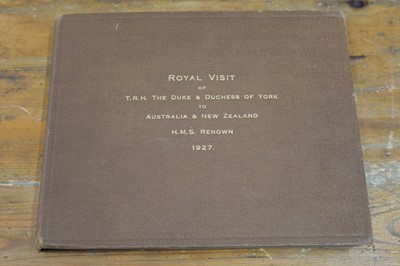 Royal Visit
of
T.R.H. The Duke & Duchess of York
to
Australia & New Zealand
H.M.S. Renown
1927.